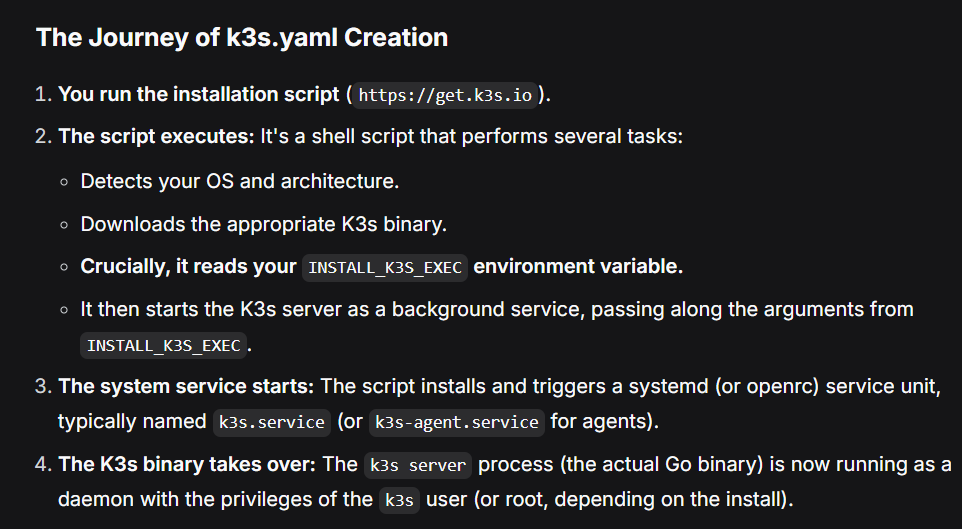 The Journey of k3s.yaml Creation
1. You run the installation script (https://get.k3s.io).
2. The script executes: It's a shell script that performs several tasks:
◦ Detects your OS and architecture.
◦ Downloads the appropriate K3s binary.
◦ Crucially, it reads your INSTALL_K3S_EXEC environment variable.
◦ It then starts the K3s server as a background service, passing along the arguments from
INSTALL_K3S_EXEC.
3. The system service starts: The script installs and triggers a systemd (or openrc) service unit,
typically named k3s.service (or k3s-agent.service for agents).
4. The K3s binary takes over: The k3s server process (the actual Go binary) is now running as a
daemon with the privileges of the k3s user (or root, depending on the install).